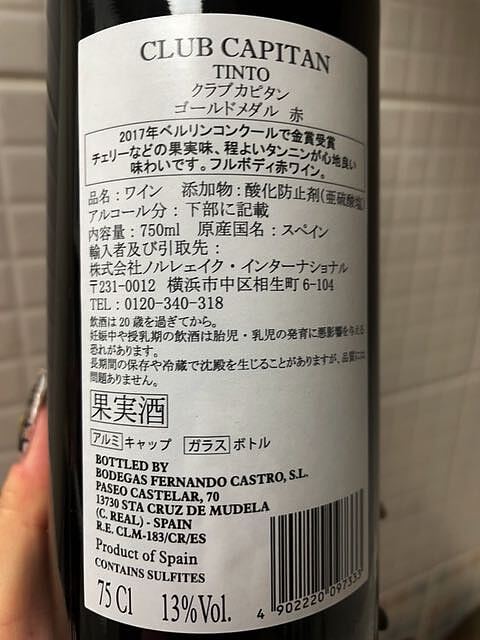 CLUB CAPITAN
TINTO
クラブカピタン
ゴールドメダル 赤
2017年ベルリンコンクールで金賞受賞
チェリーなどの果実味、程よいタンニンが心地良い
味わいです。フルボディ赤ワイン。
品名：ワイン 添加物：酸化防止剤(亜硫酸塩)
アルコール分：下部に記載
内容量：750ml 原産国名：スペイン
輸入者及び引取先：
株式会社ノルレェイク・インターナショナル
〒231-0012 横浜市中区相生町6-104
TEL：0120-340-318
飲酒は20歳を過ぎてから。
妊娠中や授乳期の飲酒は胎児・乳児の発育に悪影響を与える
恐れがあります。
長期間の保存や冷蔵で沈殿を生じることがありますが、品質には
問題ありません。
果実酒
アルミ キャップ ガラス ボトル
BOTTLED BY
BODEGAS FERNANDO CASTRO, S.L.
PASEO CASTELAR, 70
13730 STA CRUZ DE MUDELA
(C. REAL) - SPAIN
R.E. CLM-183/CR/ES
Product of Spain
CONTAINS SULFITES
75 Cl 13%Vol.
4 902220 097333